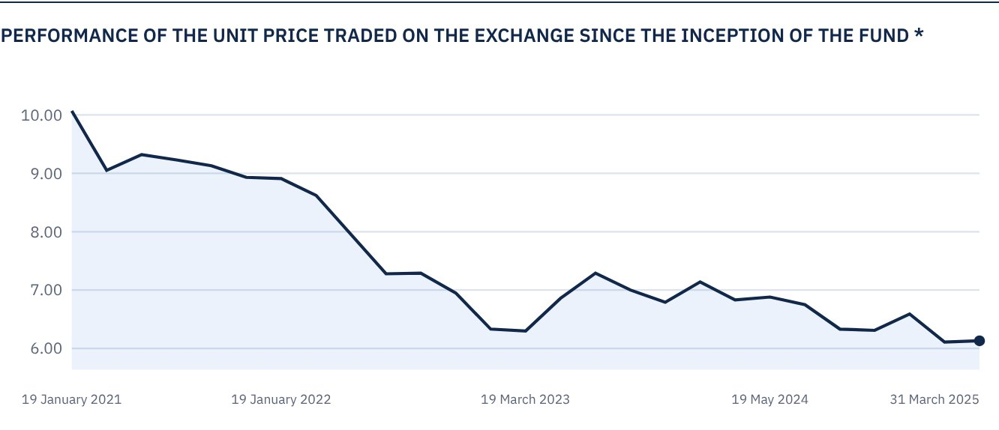 PERFORMANCE OF THE UNIT PRICE TRADED ON THE EXCHANGE SINCE THE INCEPTION OF THE FUND *
10.00
9.00
8.00
7.00
6.00
19 January 2021 19 January 2022 19 March 2023 19 May 2024 31 March 2025